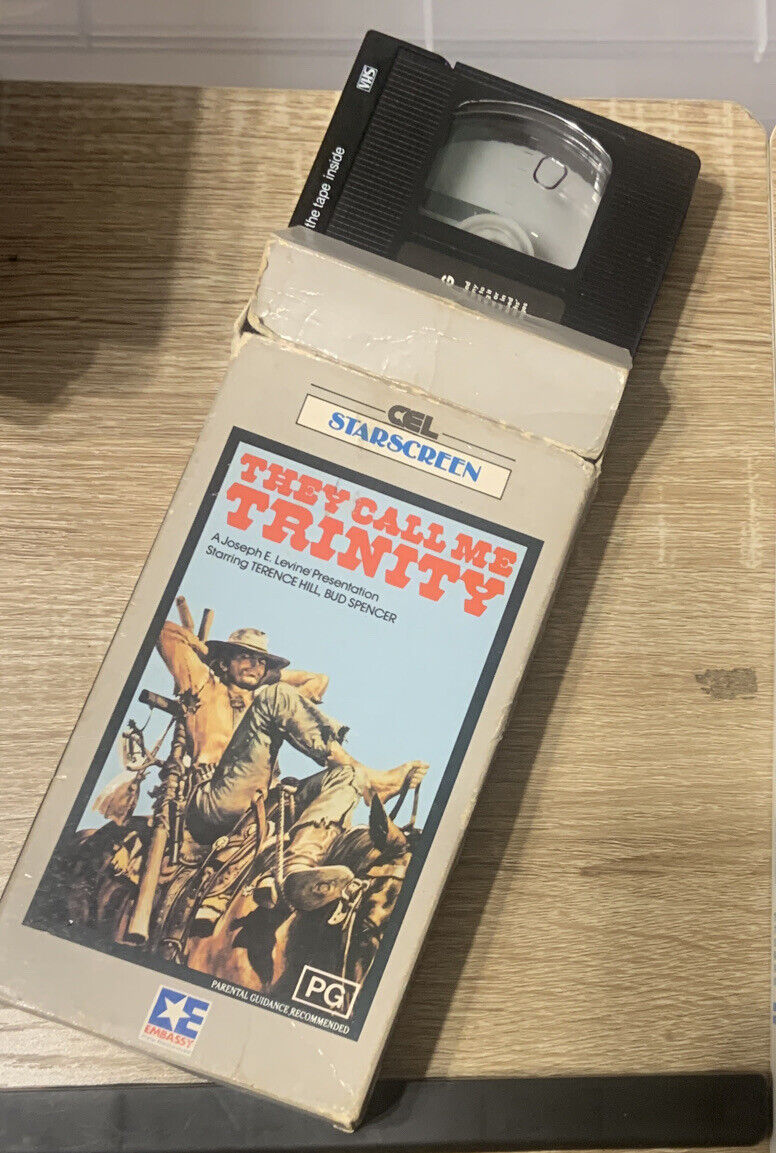 VHS
the tape inside
CEL
STARSCREEN
THEY CALL ME
TRINITY
A Joseph E. Levine Presentation
Starring TERENCE HILL, BUD SPENCER
PG
PARENTAL GUIDANCE RECOMMENDED
E
EMBASSY